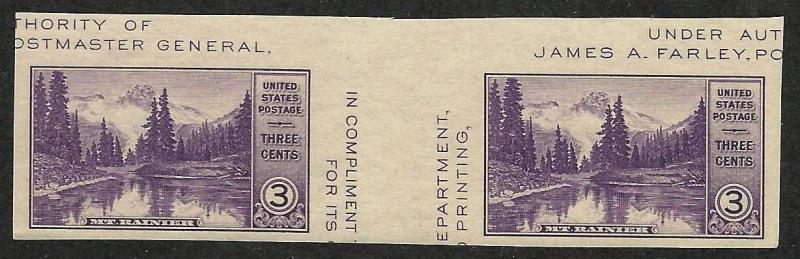 THORITY OF
OSTMASTER GENERAL,
UNDER AUT
JAMES A. FARLEY, PO
UNITED
STATES
POSTAGE
THREE
CENTS
3
MT. RAINIER
IN COMPLIMENT
FOR ITS
EPARTMENT,
PRINTING,
UNITED
STATES
POSTAGE
THREE
CENTS
3
MT. RAINIER